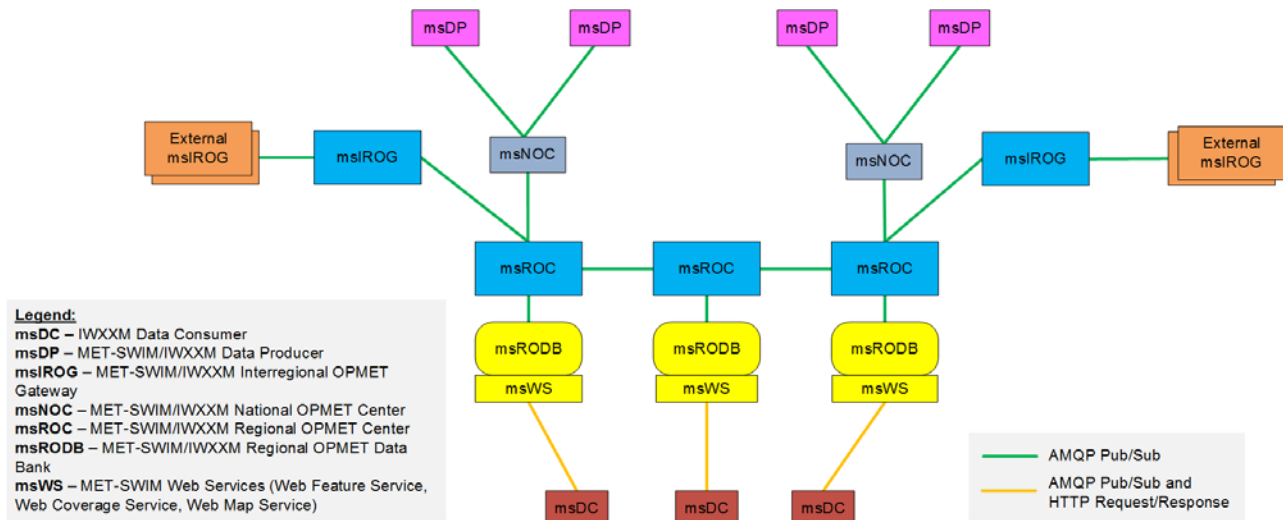 msDP
msDP
msDP
msDP
External
msIROG
msIROG
msNOC
msNOC
msIROG
External
msIROG
msROC
msROC
msROC
Legend:
msDC – IWXXM Data Consumer
msDP – MET-SWIM/IWXXM Data Producer
msIROG – MET-SWIM/IWXXM Interregional OPMET
Gateway
msNOC – MET-SWIM/IWXXM National OPMET Center
msROC – MET-SWIM/IWXXM Regional OPMET Center
msRODB – MET-SWIM/IWXXM Regional OPMET Data
Bank
msWS – MET-SWIM Web Services (Web Feature Service,
Web Coverage Service, Web Map Service)
msRODB
msRODB
msRODB
msWS
msWS
msWS
msDC
msDC
msDC
AMQP Pub/Sub
AMQP Pub/Sub and
HTTP Request/Response